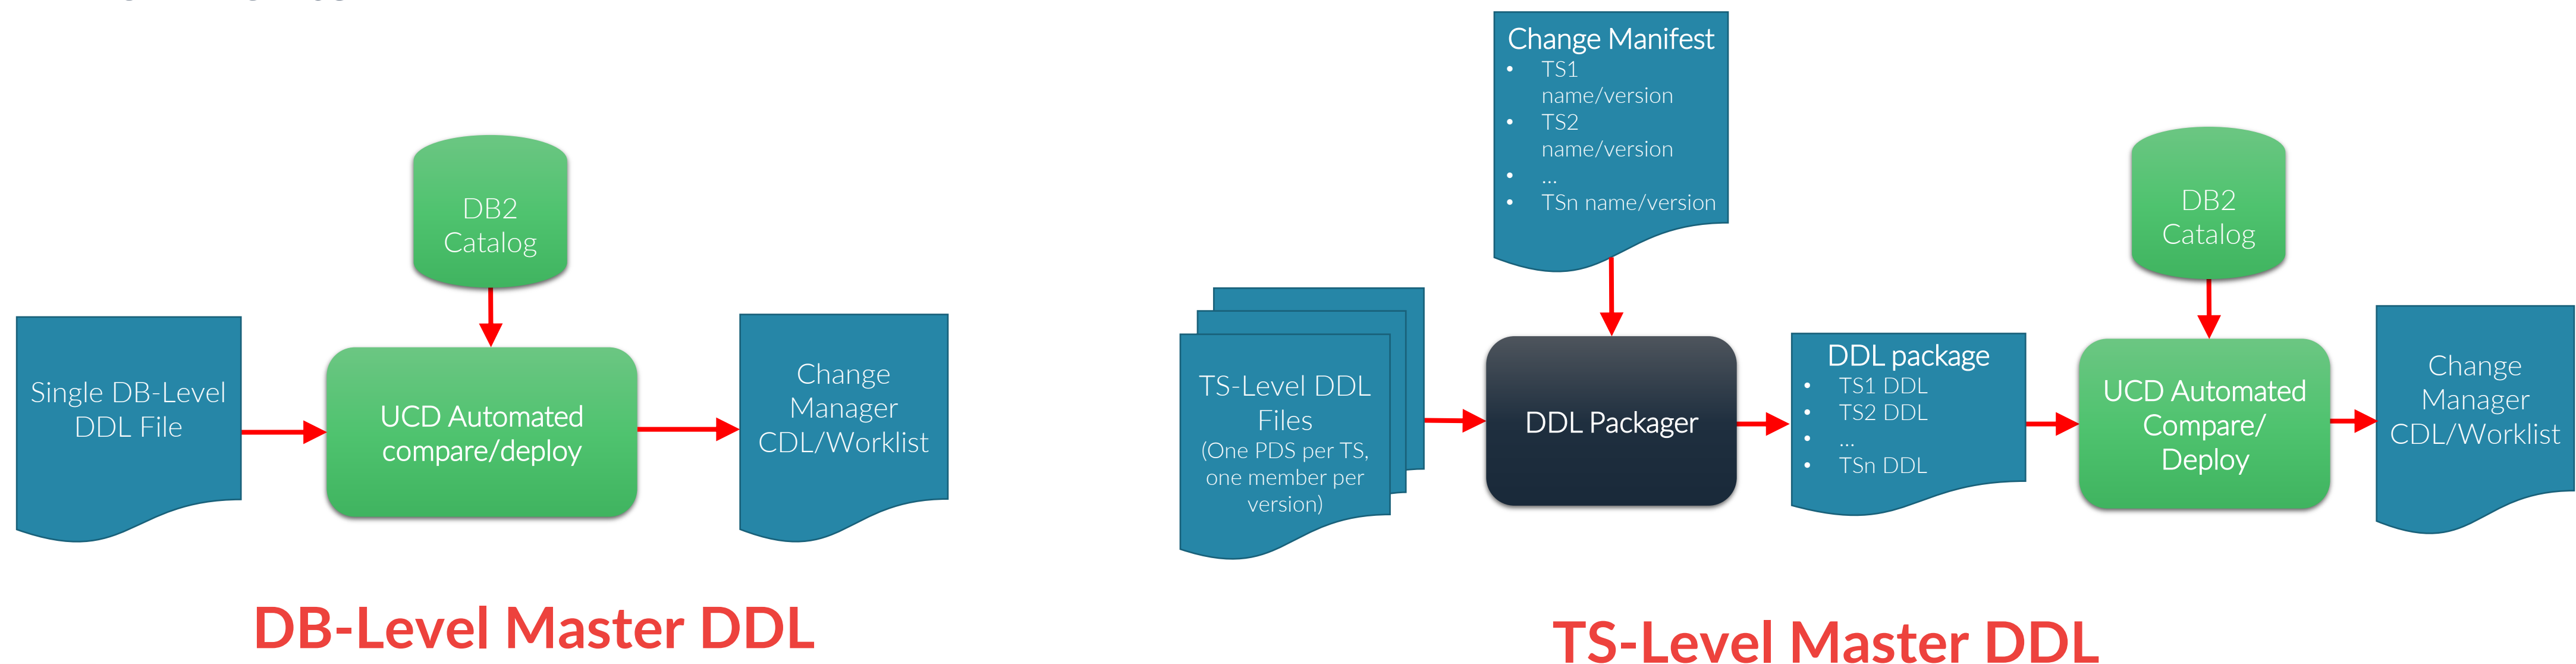 DB2
Catalog
Single DB-Level
DDL File
UCD Automated
compare/deploy
Change
Manager
CDL/Worklist
DB-Level Master DDL
Change Manifest
• TS1
name/version
• TS2
name/version
• ...
• TSn name/version
TS-Level DDL
Files
(One PDS per TS,
one member per
version)
DDL Packager
DDL package
• TS1 DDL
• TS2 DDL
• ...
• TSn DDL
DB2
Catalog
UCD Automated
Compare/
Deploy
Change
Manager
CDL/Worklist
TS-Level Master DDL